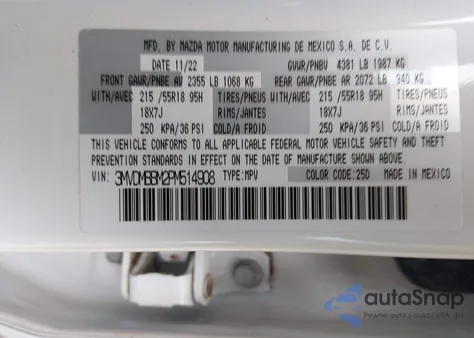 MFD. BY MAZDA MOTOR MANUFACTURING DE MEXICO S.A. DE C.V.
DATE 11/22 GVWR/PNBV 4381 LB 1987 KG
FRONT GAWR/PNBE AV 2355 LB 1068 KG REAR GAWR/PNBE AR 2072 LB 940 KG
WITH/AVEC 215 /55R18 95H TIRES/PNEUS WITH/AVEC 215 /55R18 95H TIRES/PNEUS
18X7J RIMS/JANTES 18X7J RIMS/JANTES
250 KPA/36 PSI COLD/A FROID 250 KPA/36 PSI COLD/A FROID
THIS VEHICLE CONFORMS TO ALL APPLICABLE FEDERAL MOTOR VEHICLE SAFETY AND THEFT
PREVENTION STANDARDS IN EFFECT ON THE DATE OF MANUFACTURE SHOWN ABOVE.
VIN: 3MVDMBBM2PM514908 TYPE: MPV COLOR CODE: 25D MADE IN MEXICO
autoSnap
Pewne auta z aukcji USA